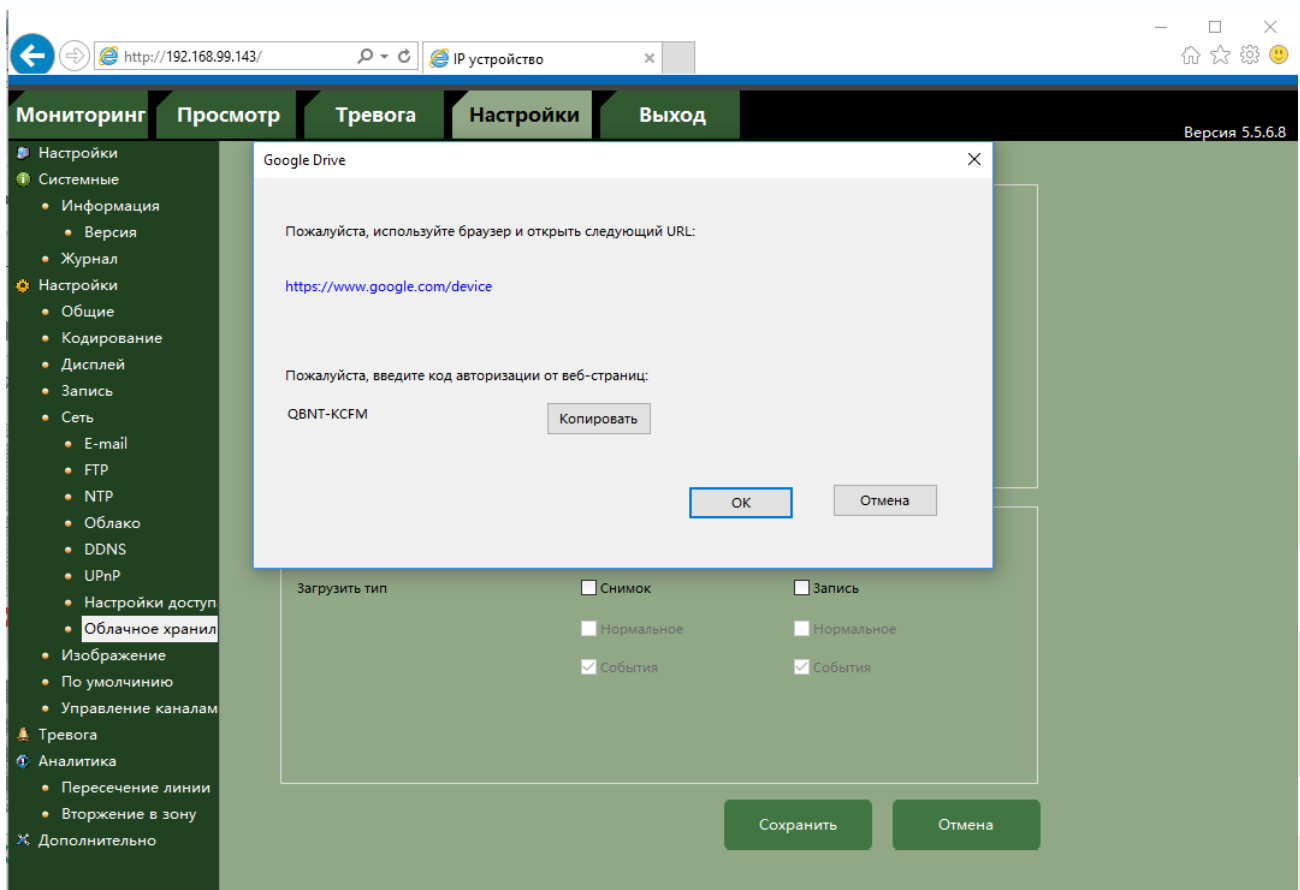 http://192.168.99.143/
IP устройство
Мониторинг
Просмотр
Тревога
Настройки
Выход
Версия 5.5.6.8
Настройки
Системные
Информация
Версия
Журнал
Настройки
Общие
Кодирование
Дисплей
Запись
Сеть
E-mail
FTP
NTP
Облако
DDNS
UPnP
Настройки доступ
Облачное хранил
Изображение
По умолчанию
Управление каналам
Тревога
Аналитика
Пересечение линии
Вторжение в зону
Дополнительно
Google Drive
Пожалуйста, используйте браузер и открыть следующий URL:
https://www.google.com/device
Пожалуйста, введите код авторизации от веб-страниц:
QBNT-KCFM
Копировать
OK
Отмена
Загрузить тип
Снимок
Запись
Нормальное
Нормальное
События
События
Сохранить
Отмена